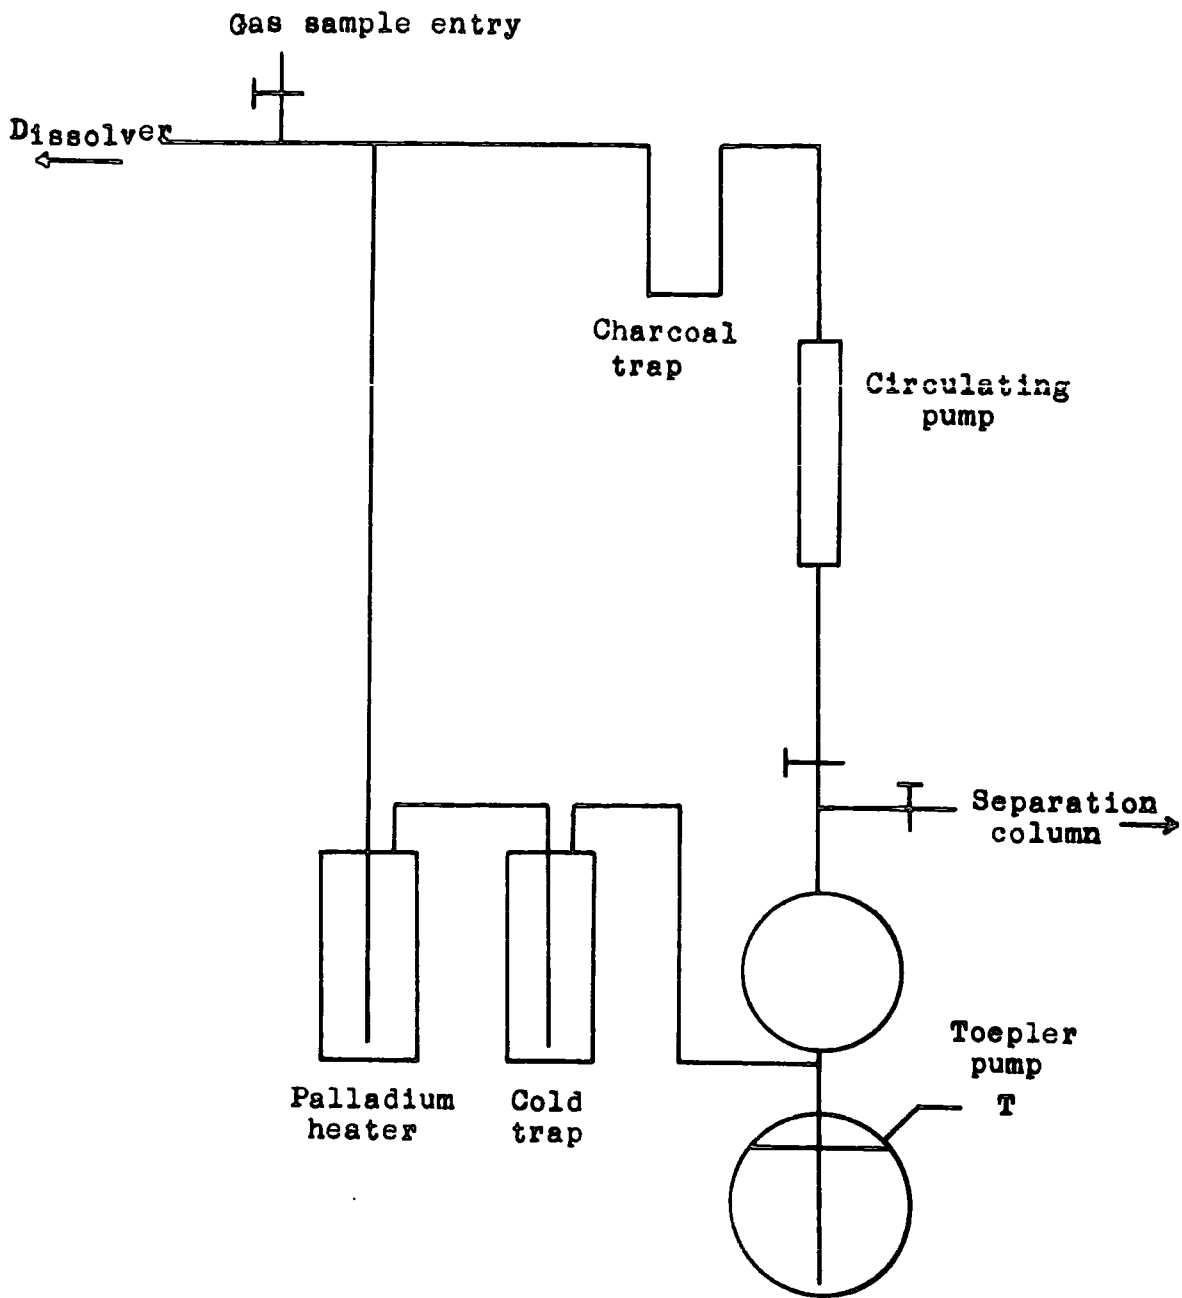 Gas sample entry
Dissolver
Charcoal
trap
Circulating
pump
Separation
column
Toepler
pump
T
Palladium
heater
Cold
trap